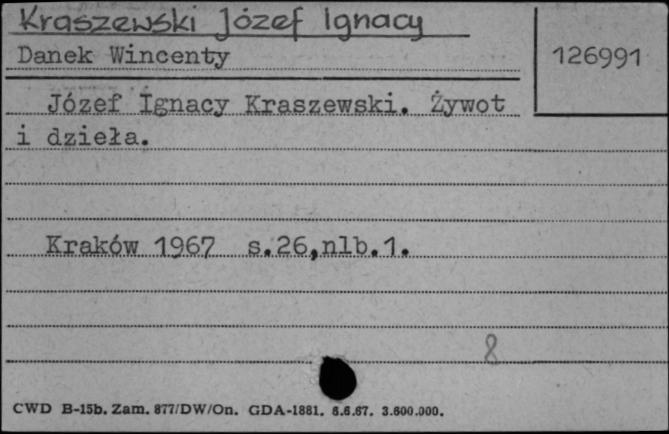 Kraszewski Józef Ignacy
Danek Wincenty
126991
Józef Ignacy Kraszewski. Żywot
i dzieła.
Kraków 1967 s.26,nlb.1.
8
CWD B-15b. Zam. 877/DW/On. GDA-1881. 6.6.67. 3.600.000.